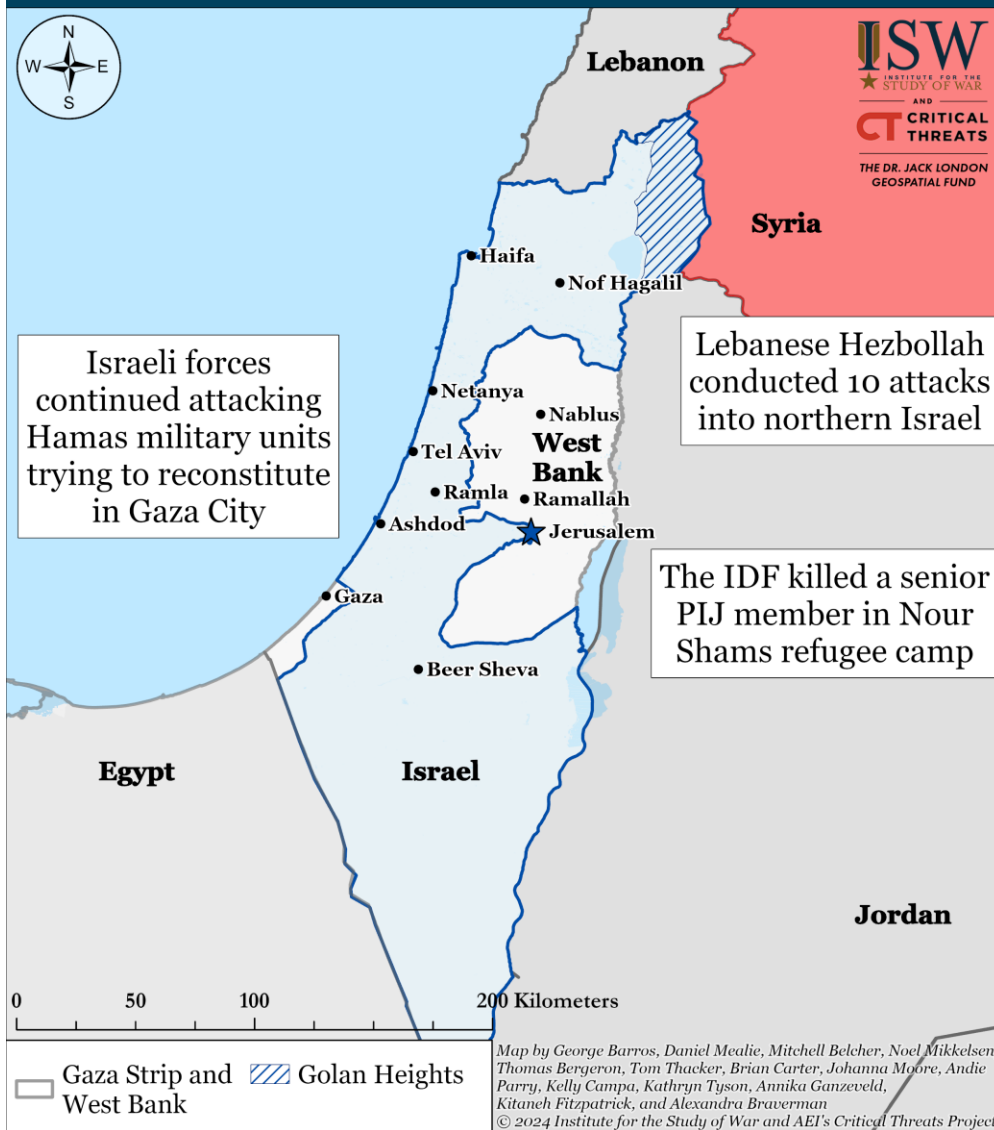 N
W
E
S
Lebanon
ISW
INSTITUTE FOR THE
STUDY OF WAR
AND
CT CRITICAL
THREATS
THE DR. JACK LONDON
GEOSPATIAL FUND
Syria
Haifa
Nof Hagalil
Israeli forces
continued attacking
Hamas military units
trying to reconstitute
in Gaza City
Lebanese Hezbollah
conducted 10 attacks
into northern Israel
Netanya
Nablus
West
Bank
Tel Aviv
Ramla
Ramallah
Ashdod
Jerusalem
The IDF killed a senior
PIJ member in Nour
Shams refugee camp
Gaza
Beer Sheva
Egypt
Israel
Jordan
0 50 100 200 Kilometers
Gaza Strip and
West Bank
Golan Heights
Map by George Barros, Daniel Mealie, Mitchell Belcher, Noel Mikkelsen,
Thomas Bergeron, Tom Thacker, Brian Carter, Johanna Moore, Andie
Parry, Kelly Campa, Kathryn Tyson, Annika Ganzeveld,
Kitaneh Fitzpatrick, and Alexandra Braverman
© 2024 Institute for the Study of War and AEI's Critical Threats Project